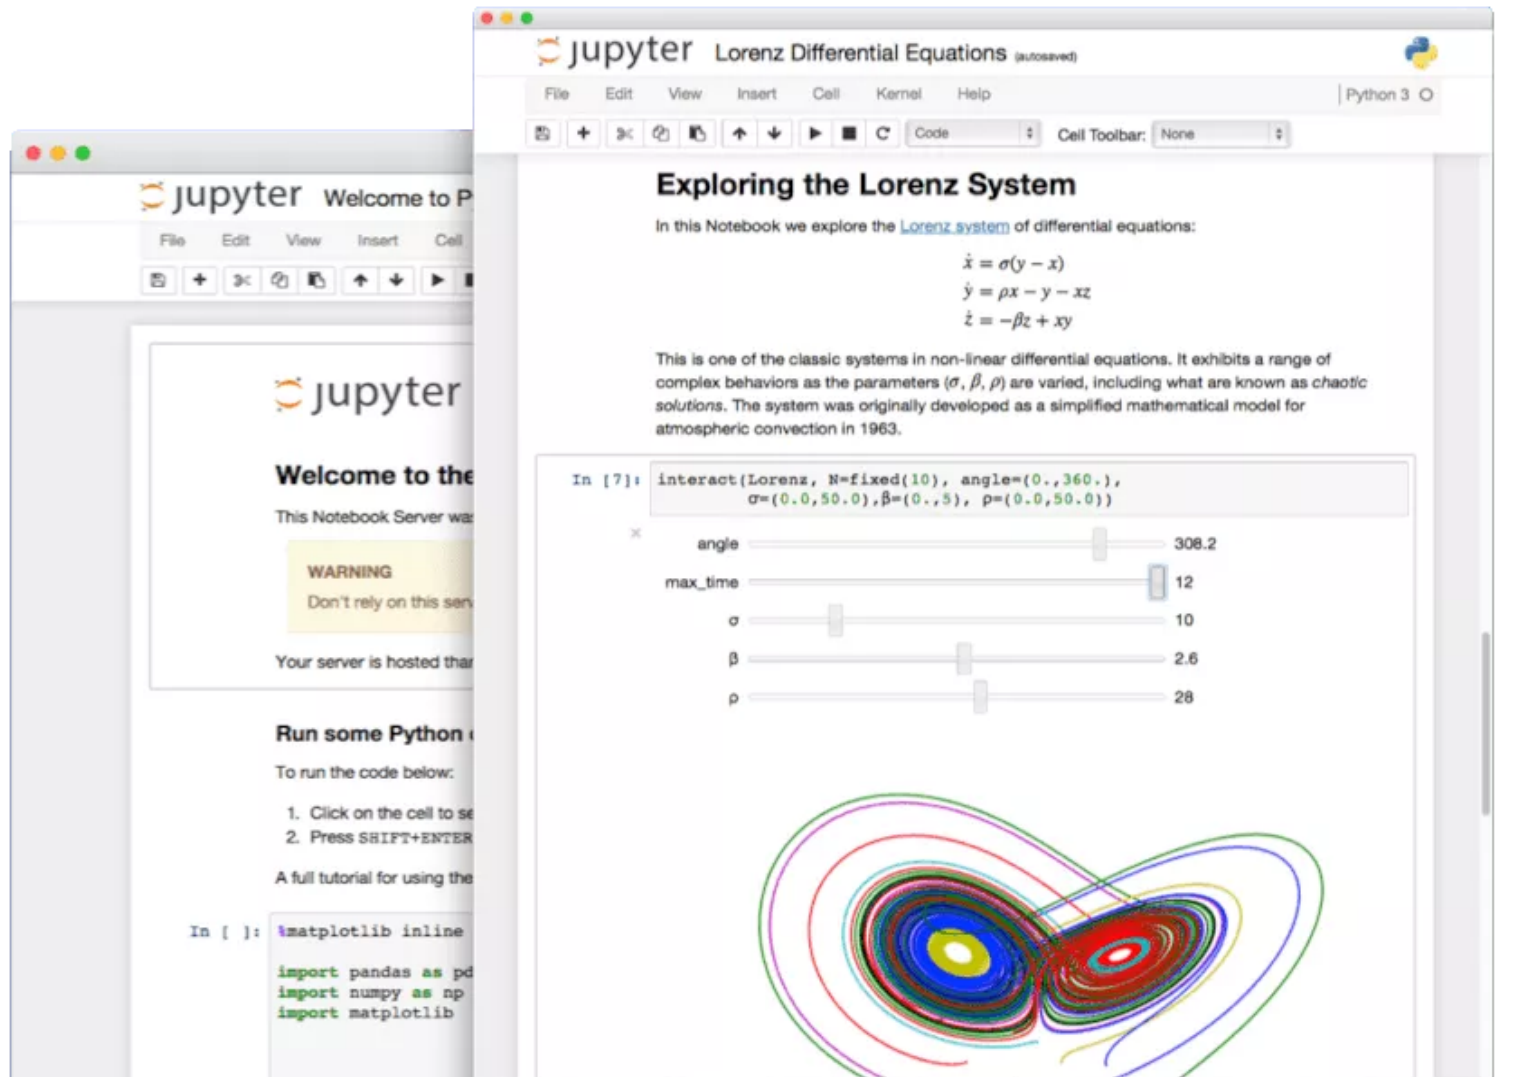 jupyter Lorenz Differential Equations (autosaved)
File Edit View Insert Cell Kernel Help Python 3
Code Cell Toolbar: None
Exploring the Lorenz System
In this Notebook we explore the Lorenz system of differential equations:
ẋ = σ(y − x)
ẏ = ρx − y − xz
ż = −βz + xy
This is one of the classic systems in non-linear differential equations. It exhibits a range of
complex behaviors as the parameters (σ, β, ρ) are varied, including what are known as chaotic
solutions. The system was originally developed as a simplified mathematical model for
atmospheric convection in 1963.
In [7]: interact(Lorenz, N=fixed(10), angle=(0.,360.),
σ=(0.0,50.0),β=(0.,5), ρ=(0.0,50.0))
angle 308.2
max_time 12
σ 10
β 2.6
ρ 28
jupyter Welcome to P
File Edit View Insert Cell
jupyter
Welcome to the
This Notebook Server was
WARNING
Don't rely on this serv
Your server is hosted than
Run some Python c
To run the code below:
1. Click on the cell to se
2. Press SHIFT+ENTER
A full tutorial for using the
In [ ]: %matplotlib inline
import pandas as pd
import numpy as np
import matplotlib